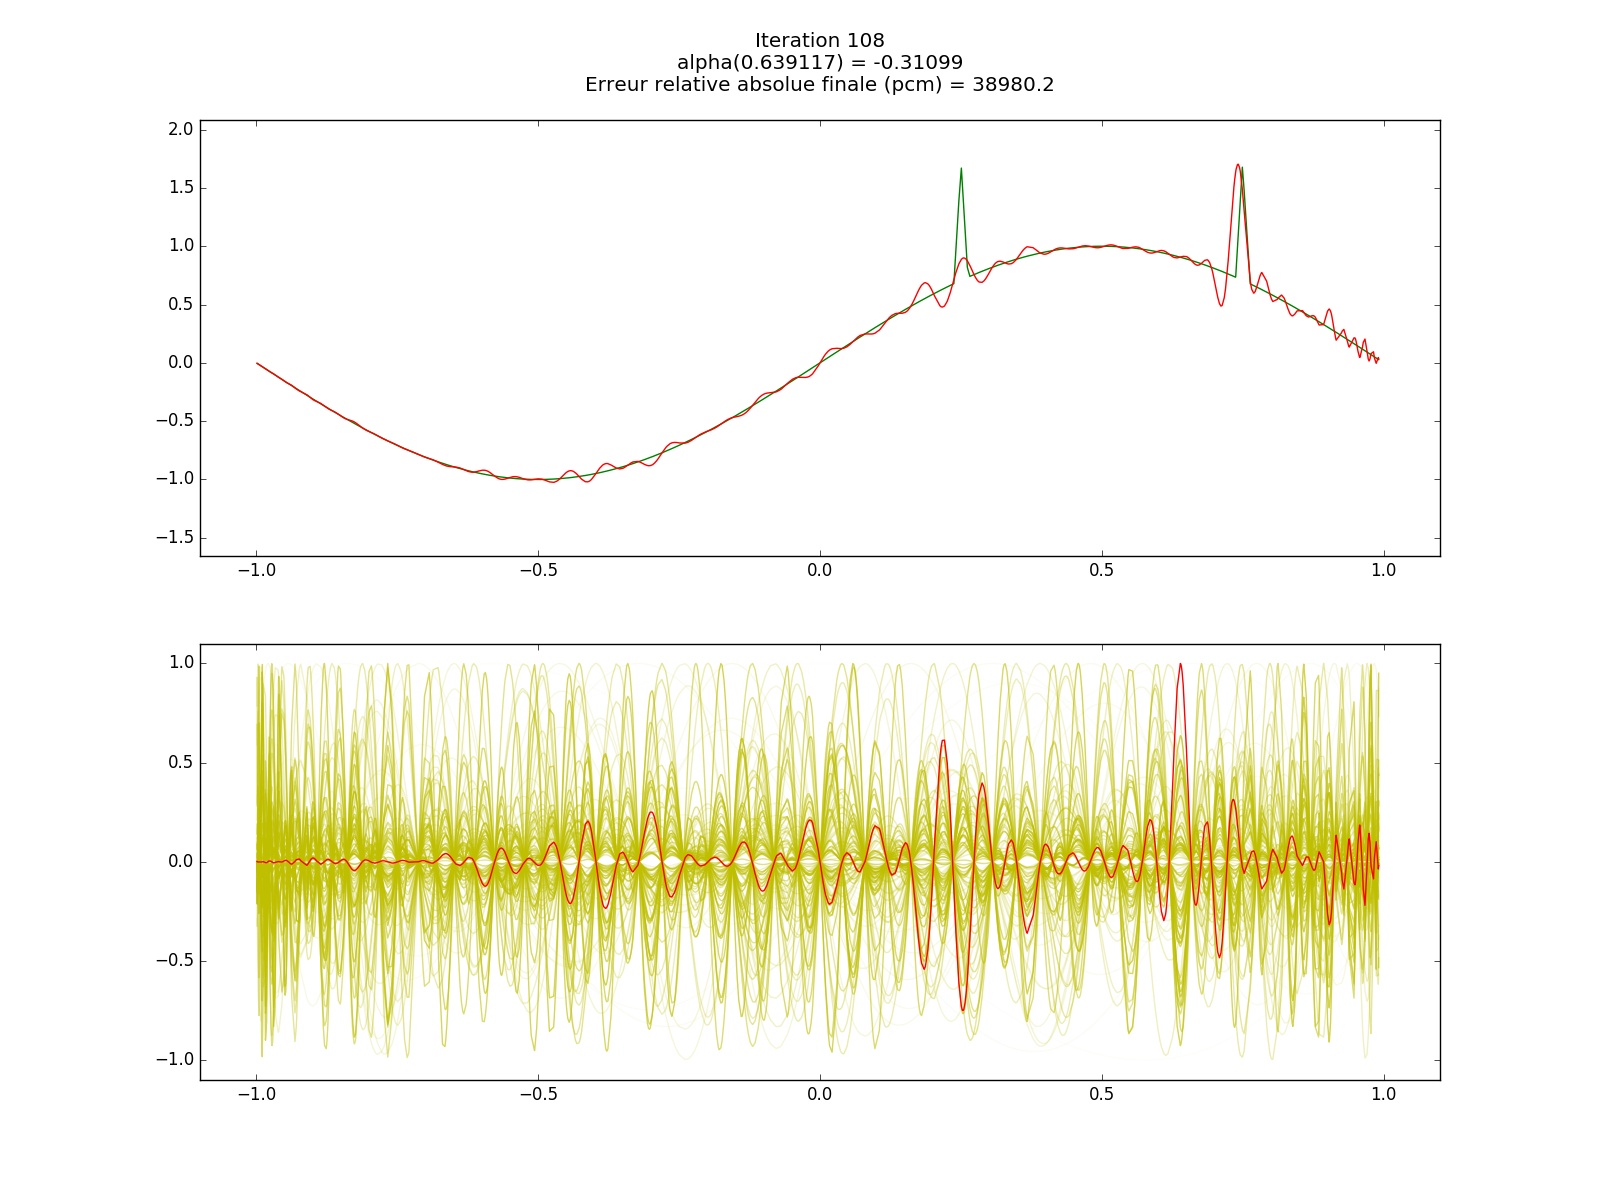 Iteration 108
alpha(0.639117) = -0.31099
Erreur relative absolue finale (pcm) = 38980.2
2.0
1.5
1.0
0.5
0.0
−0.5
−1.0
−1.5
−1.0 −0.5 0.0 0.5 1.0
1.0
0.5
0.0
−0.5
−1.0
−1.0 −0.5 0.0 0.5 1.0